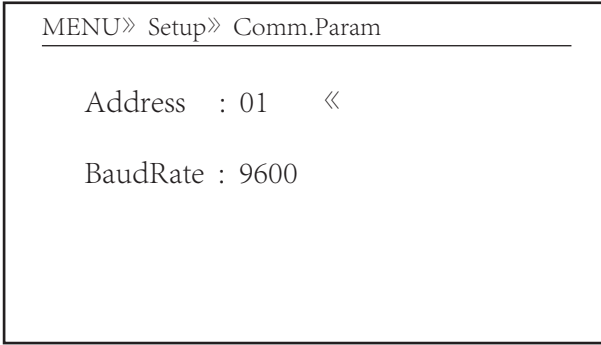 MENU》 Setup》 Comm.Param
Address : 01 《
BaudRate : 9600